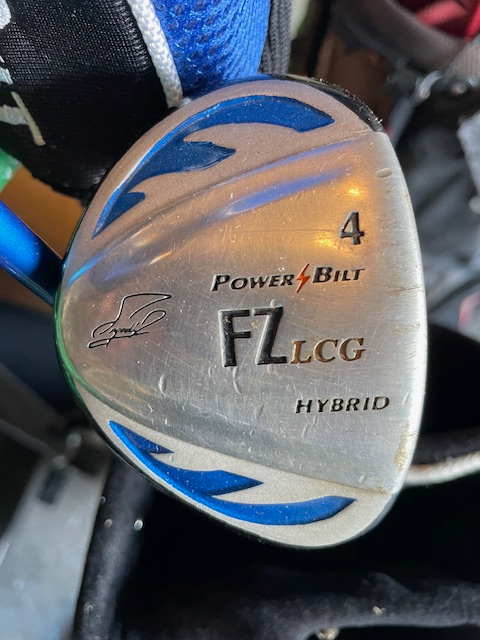 4
POWER BILT
FZ LCG
HYBRID